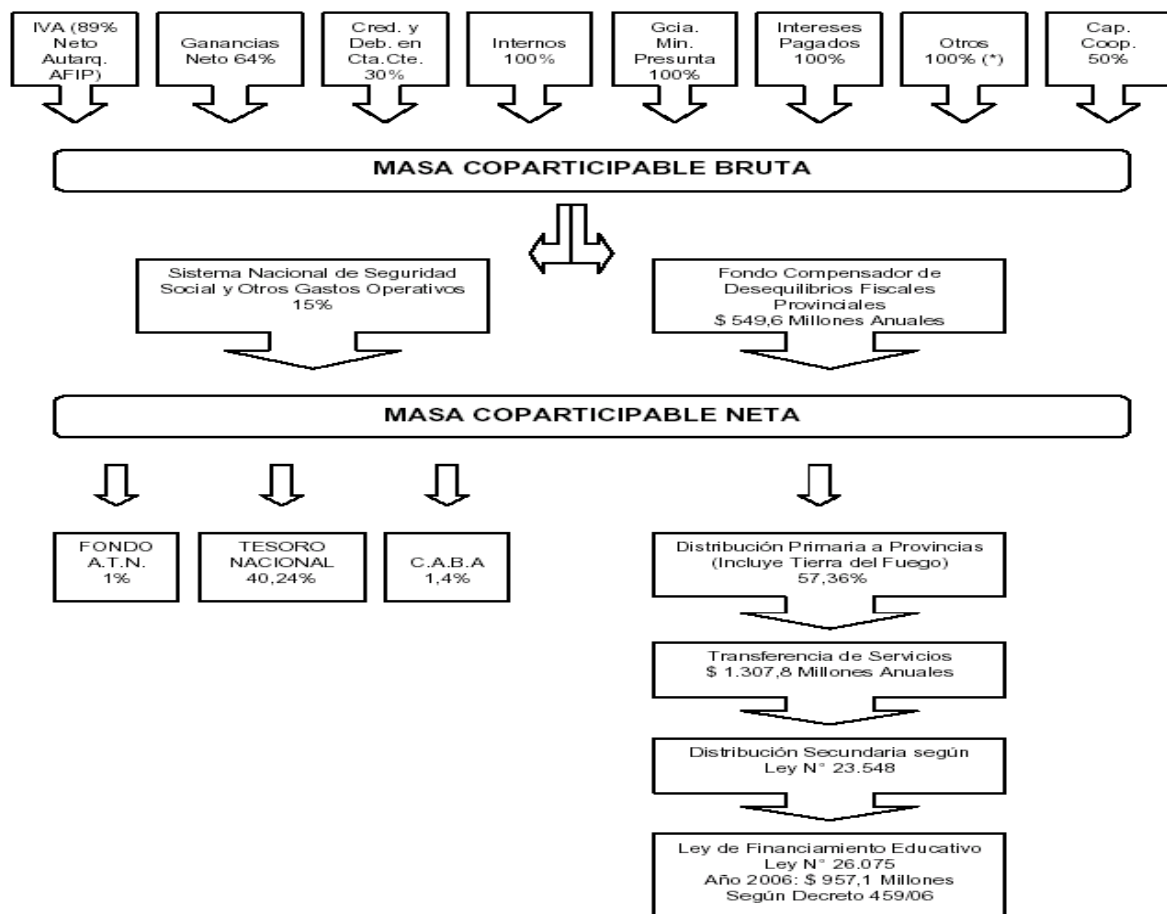 IVA (89%
Neto
Autarq.
AFIP)
Ganancias
Neto 64%
Cred. y
Deb. en
Cta.Cte.
30%
Internos
100%
Gcia.
Min.
Presunta
100%
Intereses
Pagados
100%
Otros
100% (*)
Cap.
Coop.
50%
MASA COPARTICIPABLE BRUTA
Sistema Nacional de Seguridad
Social y Otros Gastos Operativos
15%
Fondo Compensador de
Desequilibrios Fiscales
Provinciales
$ 549,6 Millones Anuales
MASA COPARTICIPABLE NETA
FONDO
A.T.N.
1%
TESORO
NACIONAL
40,24%
C.A.B.A
1,4%
Distribución Primaria a Provincias
(Incluye Tierra del Fuego)
57,36%
Transferencia de Servicios
$ 1.307,8 Millones Anuales
Distribución Secundaria según
Ley N° 23.548
Ley de Financiamiento Educativo
Ley N° 26.075
Año 2006: $ 957,1 Millones
Según Decreto 459/06